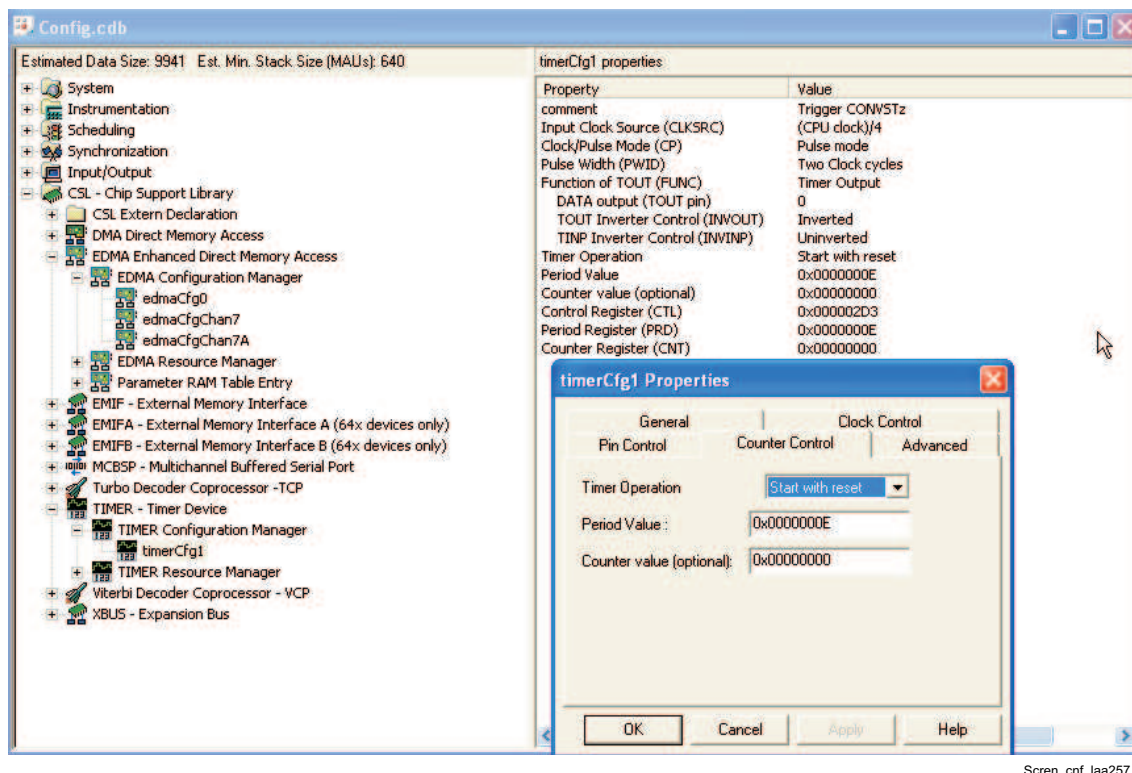 Config.cdb
Estimated Data Size: 9941 Est. Min. Stack Size (MAUs): 640
System
Instrumentation
Scheduling
Synchronization
Input/Output
CSL - Chip Support Library
CSL Extern Declaration
DMA Direct Memory Access
EDMA Enhanced Direct Memory Access
EDMA Configuration Manager
edmaCfg0
edmaCfgChan7
edmaCfgChan7A
EDMA Resource Manager
Parameter RAM Table Entry
EMIF - External Memory Interface
EMIFA - External Memory Interface A (64x devices only)
EMIFB - External Memory Interface B (64x devices only)
MCBSP - Multichannel Buffered Serial Port
Turbo Decoder Coprocessor -TCP
TIMER - Timer Device
TIMER Configuration Manager
timerCfg1
TIMER Resource Manager
Viterbi Decoder Coprocessor - VCP
XBUS - Expansion Bus
timerCfg1 properties
Property Value
comment Trigger CONVSTz
Input Clock Source (CLKSRC) (CPU clock)/4
Clock/Pulse Mode (CP) Pulse mode
Pulse Width (PWID) Two Clock cycles
Function of TOUT (FUNC) Timer Output
DATA output (TOUT pin) 0
TOUT Inverter Control (INVOUT) Inverted
TINP Inverter Control (INVINP) Uninverted
Timer Operation Start with reset
Period Value 0x0000000E
Counter value (optional) 0x00000000
Control Register (CTL) 0x000002D3
Period Register (PRD) 0x0000000E
Counter Register (CNT) 0x00000000
timerCfg1 Properties
General Clock Control
Pin Control Counter Control Advanced
Timer Operation Start with reset
Period Value : 0x0000000E
Counter value (optional): 0x00000000
OK Cancel Apply Help
Scren_cnf_laa257